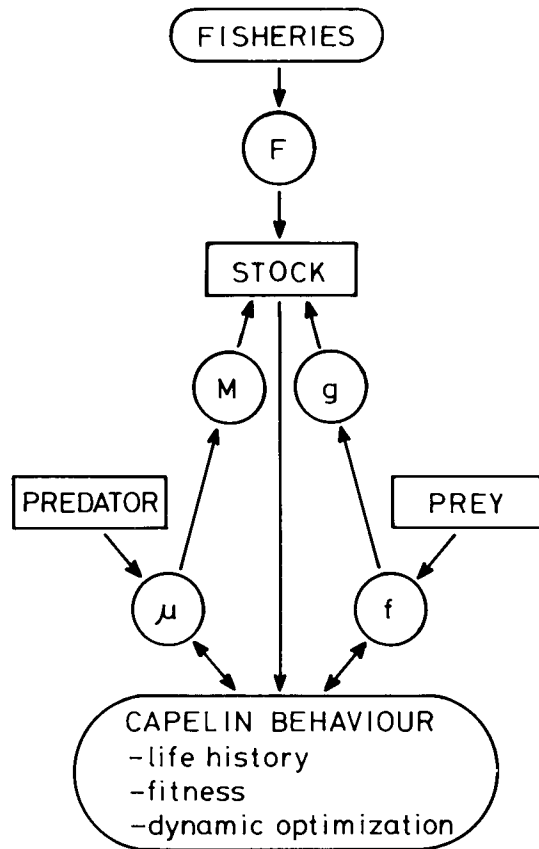 FISHERIES
F
STOCK
M
g
PREDATOR
PREY
μ
f
CAPELIN BEHAVIOUR
-life history
-fitness
-dynamic optimization